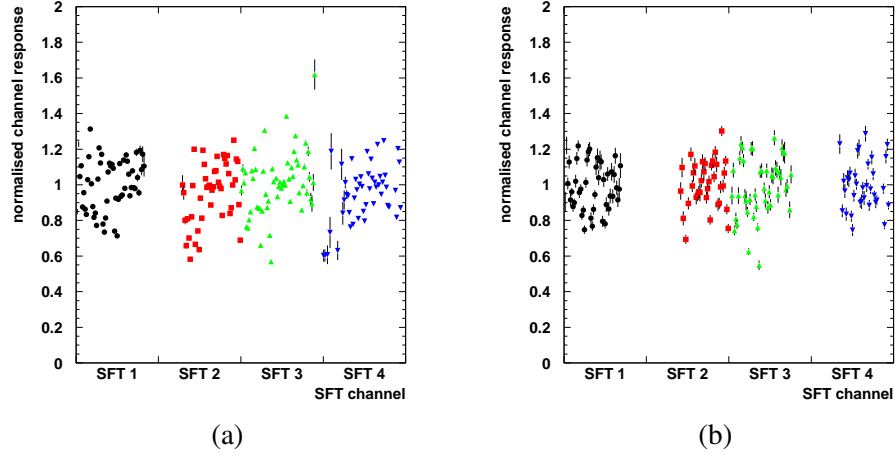 normalised channel response
2
1.8
1.6
1.4
1.2
1
0.8
0.6
0.4
0.2
0
SFT 1 SFT 2 SFT 3 SFT 4
SFT channel
(a)
normalised channel response
2
1.8
1.6
1.4
1.2
1
0.8
0.6
0.4
0.2
0
SFT 1 SFT 2 SFT 3 SFT 4
SFT channel
(b)